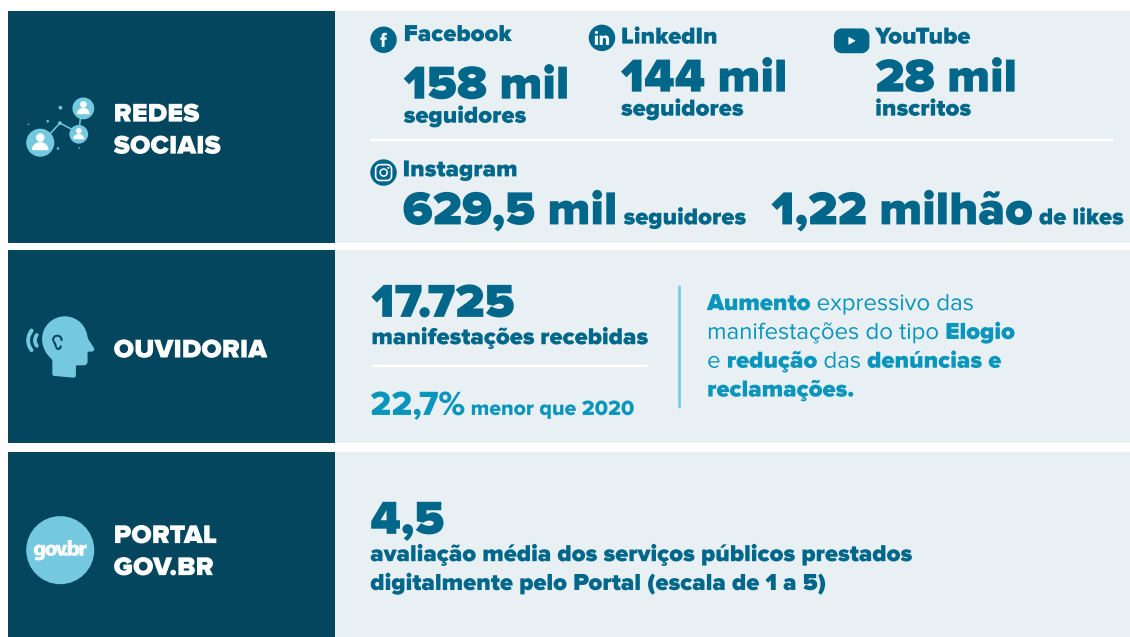 REDES
SOCIAIS
Facebook
158 mil
seguidores
LinkedIn
144 mil
seguidores
YouTube
28 mil
inscritos
Instagram
629,5 mil seguidores
1,22 milhão de likes
OUVIDORIA
17.725
manifestações recebidas
22,7% menor que 2020
Aumento expressivo das
manifestações do tipo Elogio
e redução das denúncias e
reclamações.
gov.br
PORTAL
GOV.BR
4,5
avaliação média dos serviços públicos prestados
digitalmente pelo Portal (escala de 1 a 5)